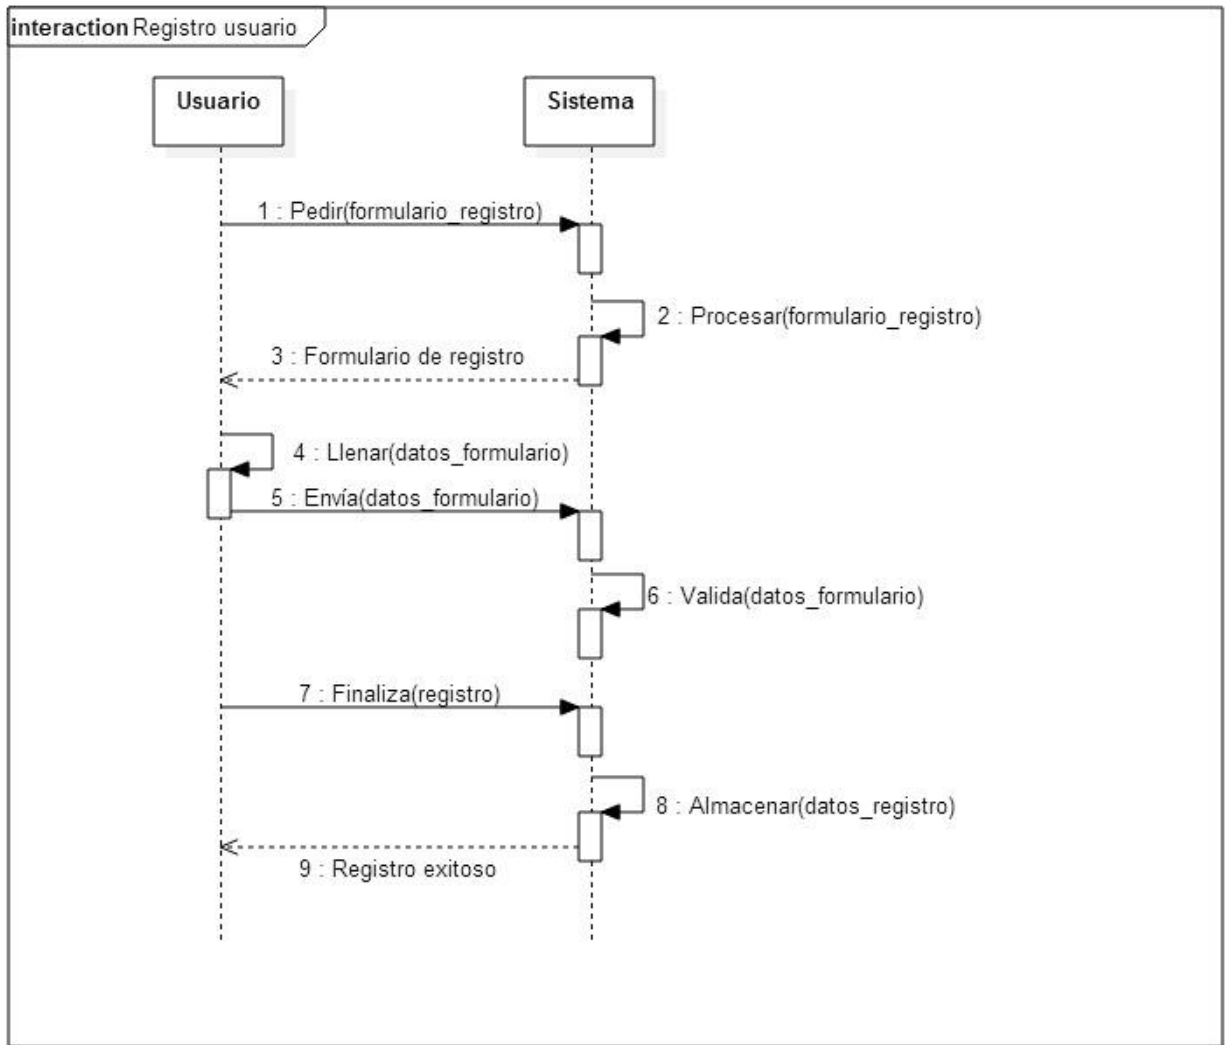 interaction Registro usuario
Usuario
Sistema
1 : Pedir(formulario_registro)
2 : Procesar(formulario_registro)
3 : Formulario de registro
4 : Llenar(datos_formulario)
5 : Envía(datos_formulario)
6 : Valida(datos_formulario)
7 : Finaliza(registro)
8 : Almacenar(datos_registro)
9 : Registro exitoso